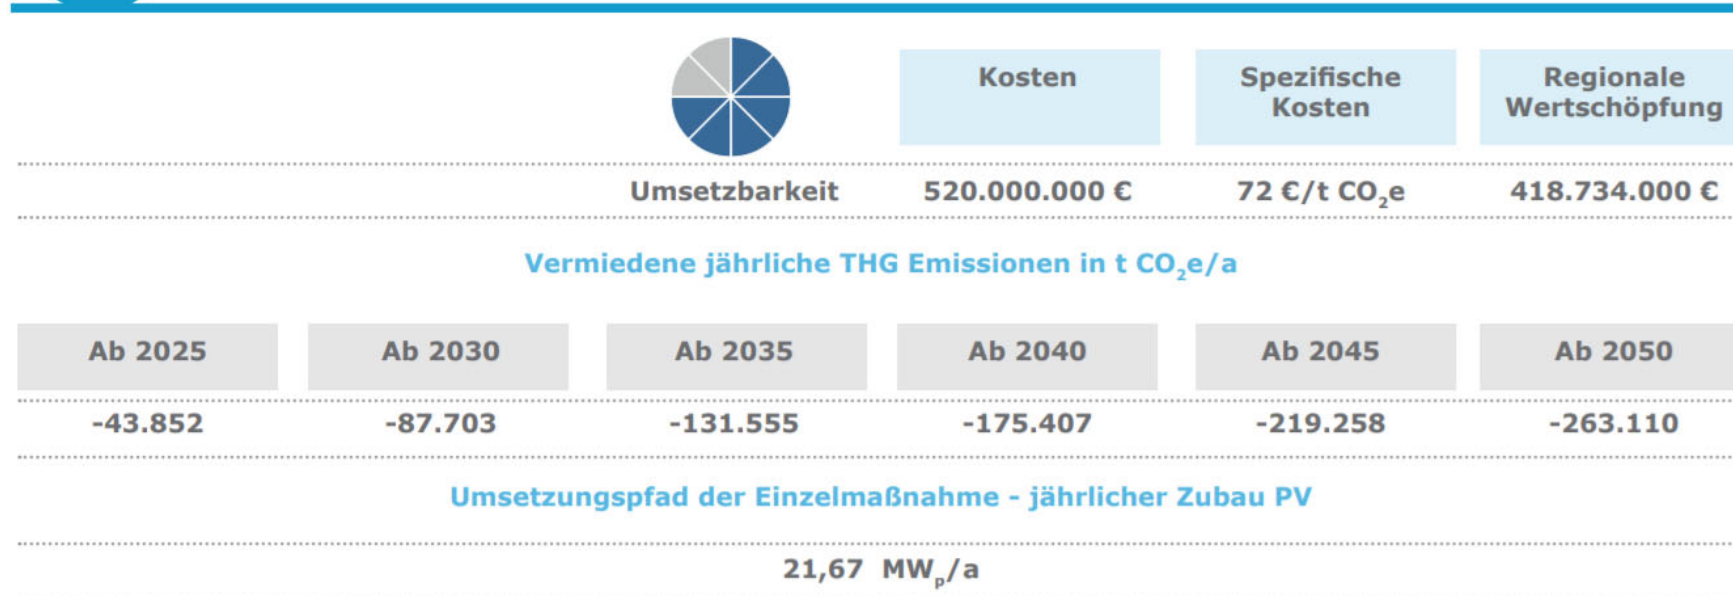 Kosten
Spezifische
Kosten
Regionale
Wertschöpfung
Umsetzbarkeit 520.000.000 € 72 €/t CO₂e 418.734.000 €
Vermiedene jährliche THG Emissionen in t CO₂e/a
Ab 2025 Ab 2030 Ab 2035 Ab 2040 Ab 2045 Ab 2050
-43.852 -87.703 -131.555 -175.407 -219.258 -263.110
Umsetzungspfad der Einzelmaßnahme - jährlicher Zubau PV
21,67 MWₚ/a